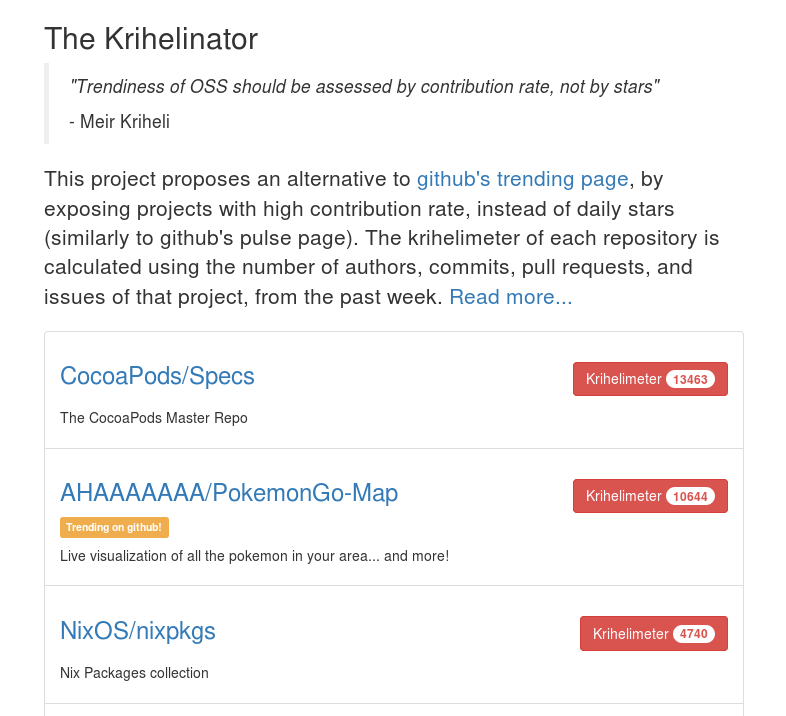 The Krihelinator
"Trendiness of OSS should be assessed by contribution rate, not by stars"
- Meir Kriheli
This project proposes an alternative to github's trending page, by
exposing projects with high contribution rate, instead of daily stars
(similarly to github's pulse page). The krihelimeter of each repository is
calculated using the number of authors, commits, pull requests, and
issues of that project, from the past week. Read more...
CocoaPods/Specs
Krihelimeter 13463
The CocoaPods Master Repo
AHAAAAAAA/PokemonGo-Map
Krihelimeter 10644
Trending on github!
Live visualization of all the pokemon in your area... and more!
NixOS/nixpkgs
Krihelimeter 4740
Nix Packages collection